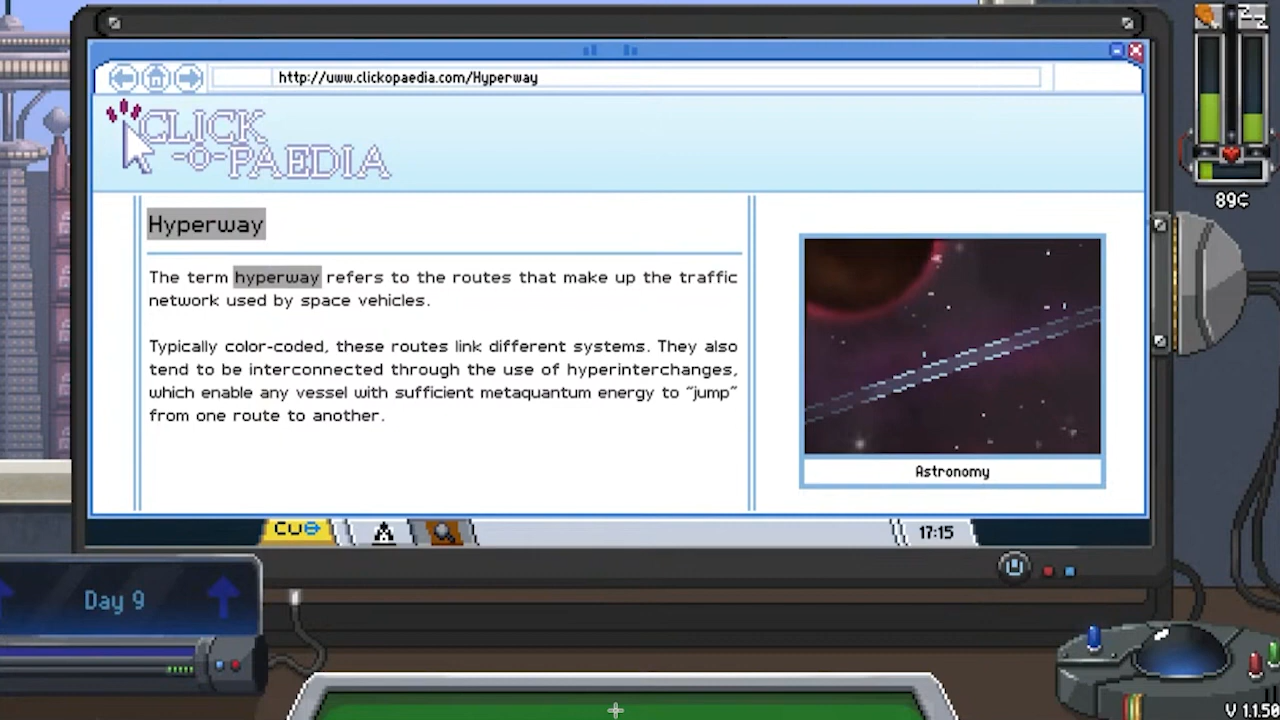 http://uww.clickopaedia.com/Hyperway
CLICK
-O-PAEDIA
89¢
Hyperway
The term hyperway refers to the routes that make up the traffic
network used by space vehicles.
Typically color-coded, these routes link different systems. They also
tend to be interconnected through the use of hyperinterchanges,
which enable any vessel with sufficient metaquantum energy to “jump”
from one route to another.
Astronomy
CU
17:15
Day 9
V 1.1.50